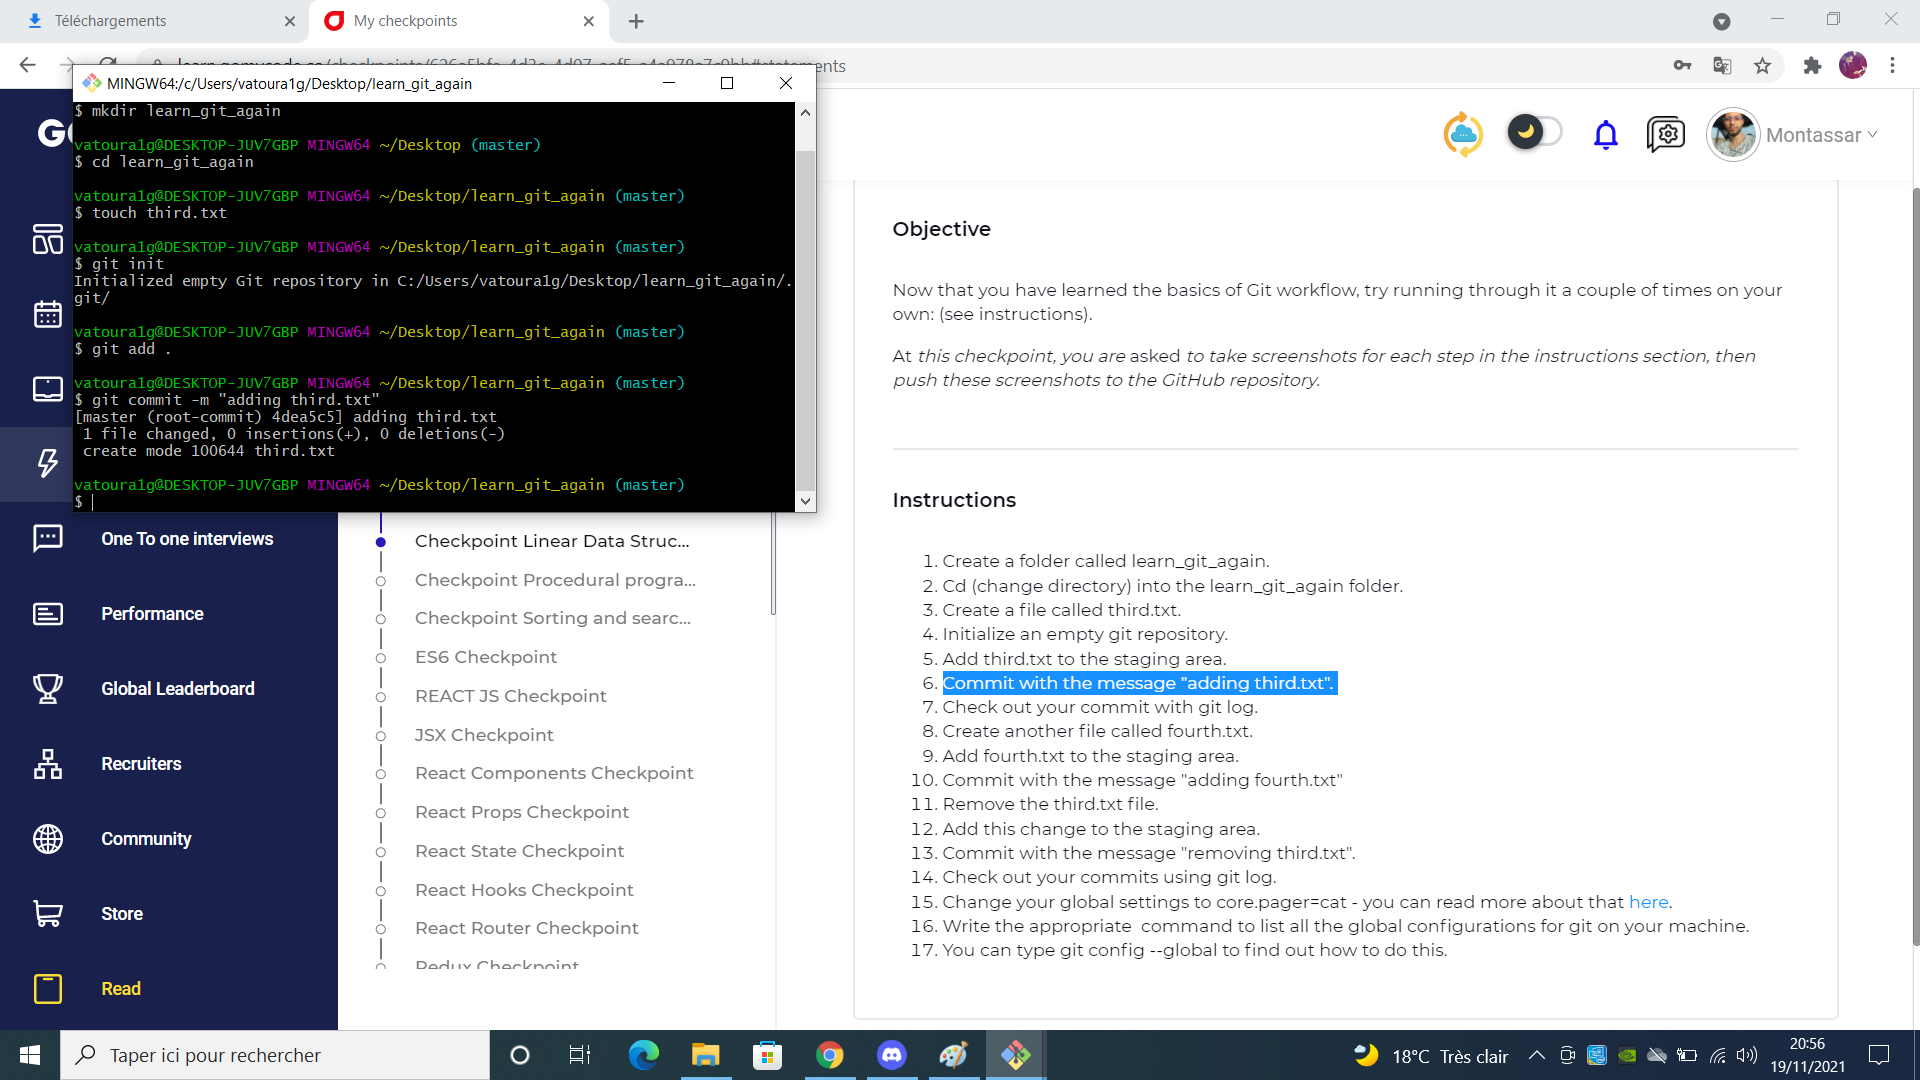 Téléchargements
My checkpoints
MINGW64:/c/Users/vatoura1g/Desktop/learn_git_again
$ mkdir learn_git_again
vatoura1g@DESKTOP-JUV7GBP MINGW64 ~/Desktop (master)
$ cd learn_git_again
vatoura1g@DESKTOP-JUV7GBP MINGW64 ~/Desktop/learn_git_again (master)
$ touch third.txt
vatoura1g@DESKTOP-JUV7GBP MINGW64 ~/Desktop/learn_git_again (master)
$ git init
Initialized empty Git repository in C:/Users/vatoura1g/Desktop/learn_git_again/.
git/
vatoura1g@DESKTOP-JUV7GBP MINGW64 ~/Desktop/learn_git_again (master)
$ git add .
vatoura1g@DESKTOP-JUV7GBP MINGW64 ~/Desktop/learn_git_again (master)
$ git commit -m "adding third.txt"
[master (root-commit) 4dea5c5] adding third.txt
1 file changed, 0 insertions(+), 0 deletions(-)
create mode 100644 third.txt
vatoura1g@DESKTOP-JUV7GBP MINGW64 ~/Desktop/learn_git_again (master)
$
Montassar
One To one interviews
Performance
Global Leaderboard
Recruiters
Community
Store
Read
Checkpoint Linear Data Struc...
Checkpoint Procedural progra...
Checkpoint Sorting and searc...
ES6 Checkpoint
REACT JS Checkpoint
JSX Checkpoint
React Components Checkpoint
React Props Checkpoint
React State Checkpoint
React Hooks Checkpoint
React Router Checkpoint
Redux Checkpoint
Objective
Now that you have learned the basics of Git workflow, try running through it a couple of times on your
own: (see instructions).
At this checkpoint, you are asked to take screenshots for each step in the instructions section, then
push these screenshots to the GitHub repository.
Instructions
1. Create a folder called learn_git_again.
2. Cd (change directory) into the learn_git_again folder.
3. Create a file called third.txt.
4. Initialize an empty git repository.
5. Add third.txt to the staging area.
6. Commit with the message "adding third.txt".
7. Check out your commit with git log.
8. Create another file called fourth.txt.
9. Add fourth.txt to the staging area.
10. Commit with the message "adding fourth.txt"
11. Remove the third.txt file.
12. Add this change to the staging area.
13. Commit with the message "removing third.txt".
14. Check out your commits using git log.
15. Change your global settings to core.pager=cat - you can read more about that here.
16. Write the appropriate command to list all the global configurations for git on your machine.
17. You can type git config --global to find out how to do this.
Taper ici pour rechercher
18°C Très clair
20:56
19/11/2021